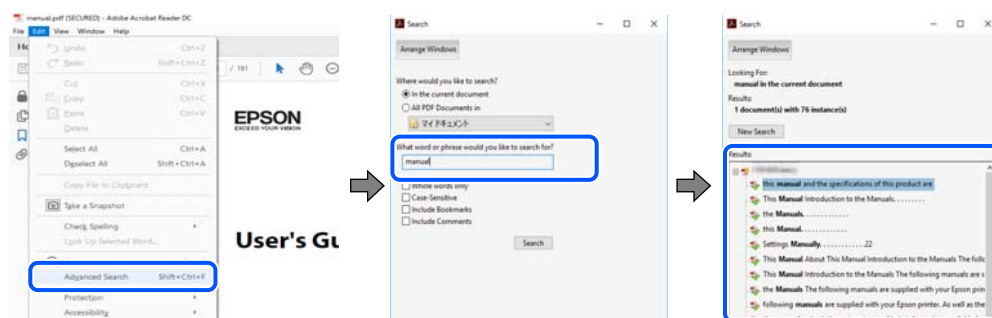 manual.pdf (SECURED) - Adobe Acrobat Reader DC
File Edit View Window Help
Undo Ctrl+Z
Redo Shift+Ctrl+Z
Cut Ctrl+X
Copy Ctrl+C
Paste Ctrl+V
Delete
Select All Ctrl+A
Deselect All Shift+Ctrl+A
Copy File to Clipboard
Take a Snapshot
Check Spelling
Look Up Selected Word...
Advanced Search Shift+Ctrl+F
Protection
Accessibility
/ 181
EPSON
EXCEED YOUR VISION
User's Gu
Search
Arrange Windows
Where would you like to search?
In the current document
All PDF Documents in
マイ ドキュメント
What word or phrase would you like to search for?
manual
Whole words only
Case-Sensitive
Include Bookmarks
Include Comments
Search
Search
Arrange Windows
Looking For:
manual in the current document
Results:
1 document(s) with 76 instance(s)
New Search
Results:
this manual and the specifications of this product are
This Manual Introduction to the Manuals. . . . . . . . .
the Manuals. . . . . . . . . . . . .
this Manual. . . . . . . . . . . . .
Settings Manually. . . . . . . . . . . . .22
This Manual About This Manual Introduction to the Manuals The follo
This Manual Introduction to the Manuals The following manuals are s
the Manuals The following manuals are supplied with your Epson prin
following manuals are supplied with your Epson printer. As well as the